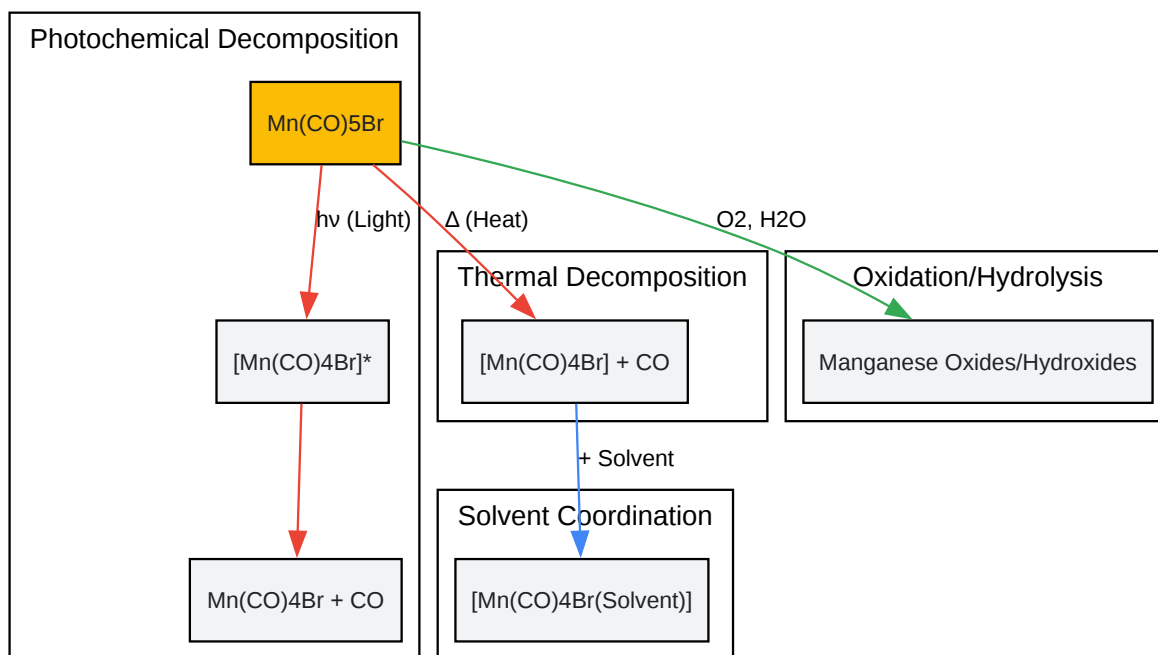 Photochemical Decomposition
Mn(CO)5Br
hν (Light)
Δ (Heat)
O2, H2O
Thermal Decomposition
Oxidation/Hydrolysis
[Mn(CO)4Br]*
[Mn(CO)4Br] + CO
Manganese Oxides/Hydroxides
+ Solvent
Solvent Coordination
Mn(CO)4Br + CO
[Mn(CO)4Br(Solvent)]